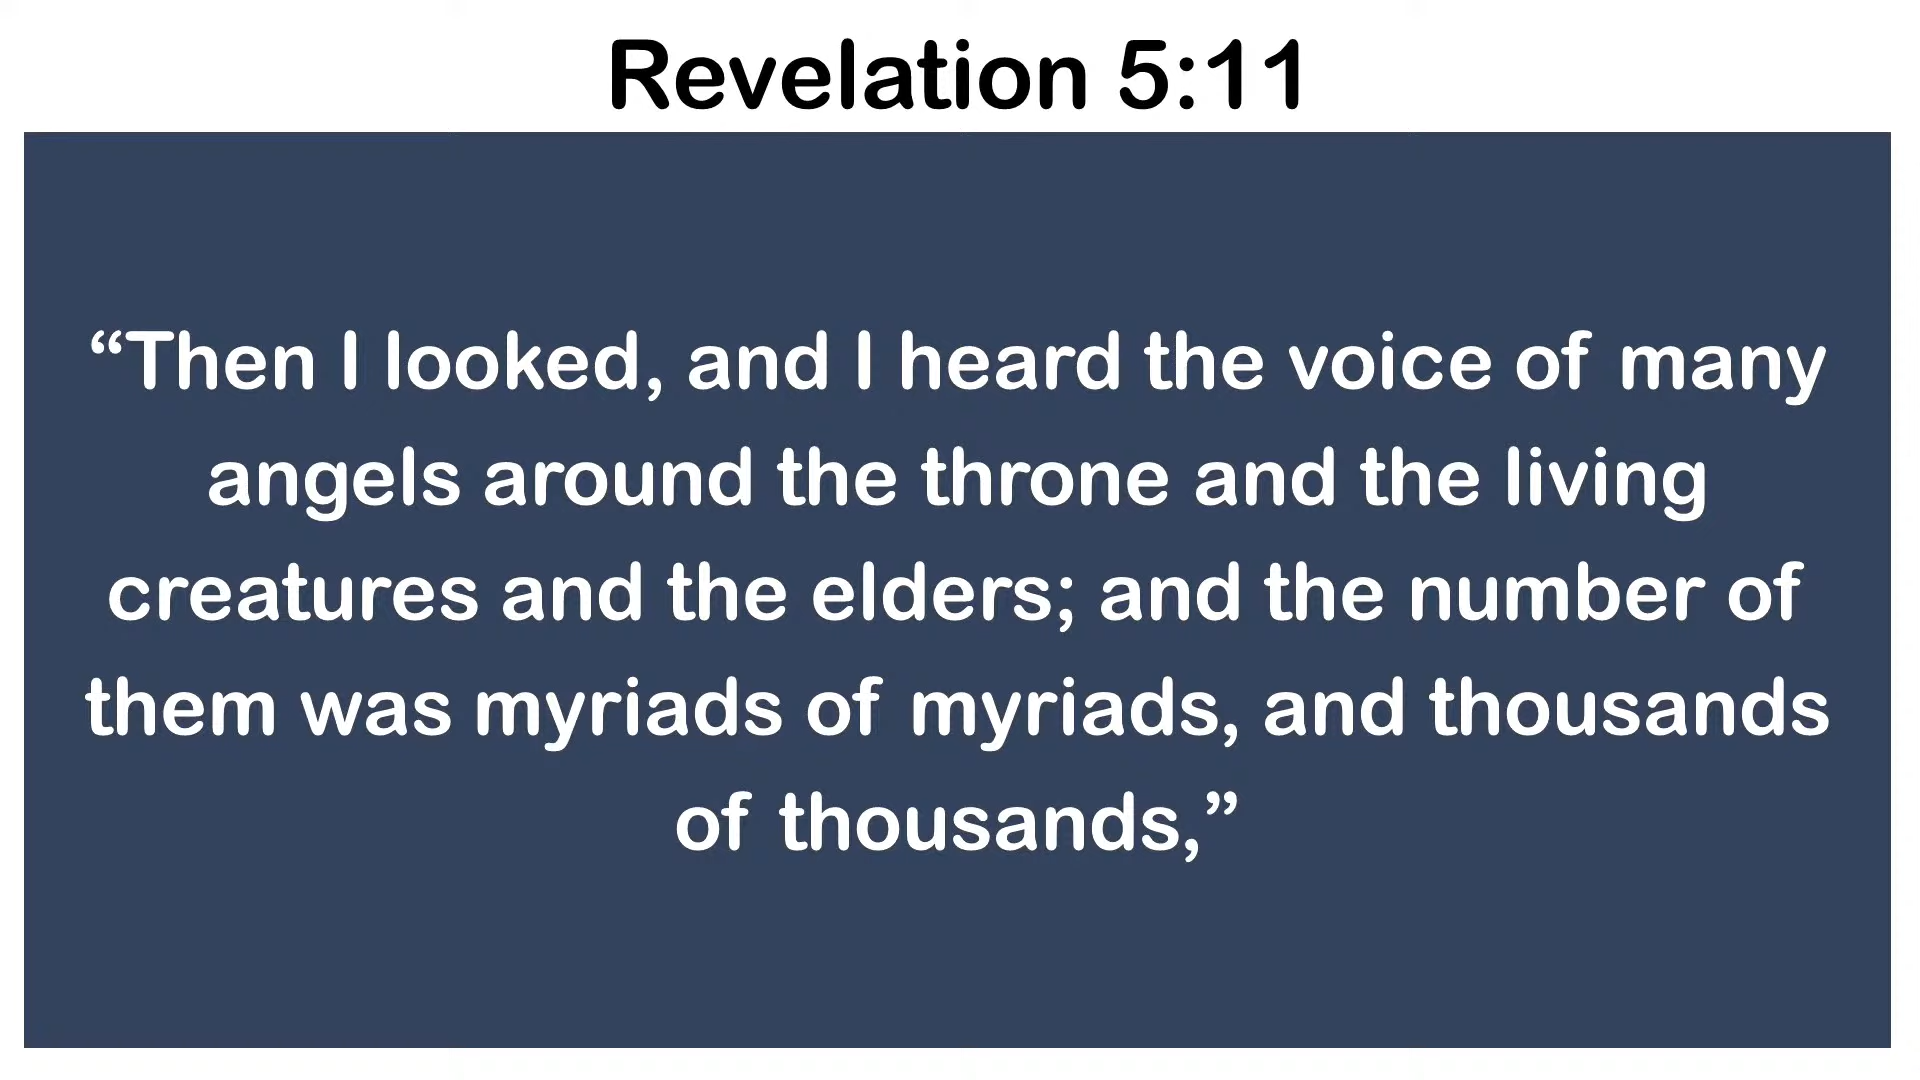 Revelation 5:11
“Then I looked, and I heard the voice of many
angels around the throne and the living
creatures and the elders; and the number of
them was myriads of myriads, and thousands
of thousands,”